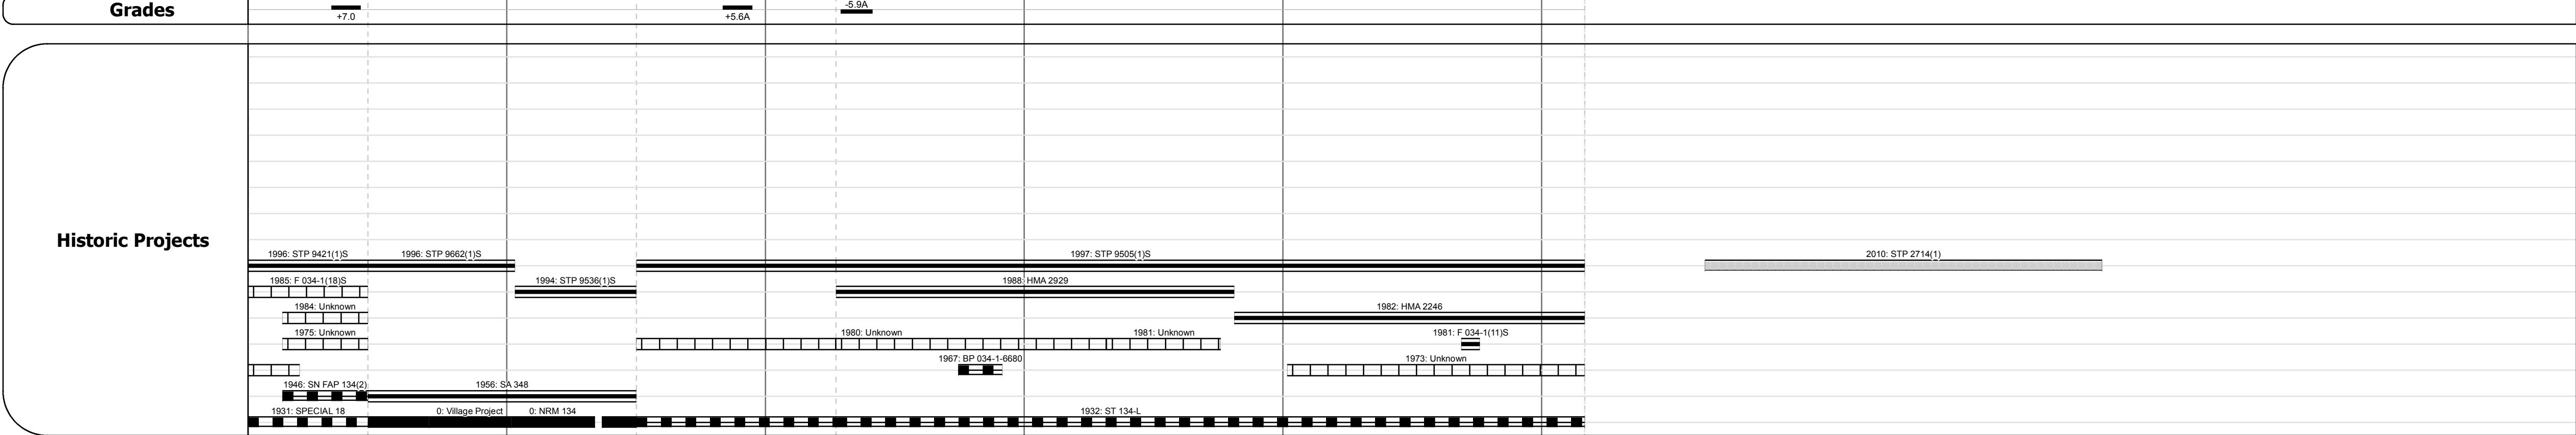 Grades
+7.0
+5.6A
-5.9A
Historic Projects
1996: STP 9421(1)S
1996: STP 9662(1)S
1997: STP 9505(1)S
2010: STP 2714(1)
1985: F 034-1(18)S
1994: STP 9536(1)S
1988: HMA 2929
1984: Unknown
1982: HMA 2246
1975: Unknown
1980: Unknown
1981: Unknown
1981: F 034-1(11)S
1967: BP 034-1-6680
1973: Unknown
1946: SN FAP 134(2)
1956: SA 348
1931: SPECIAL 18
0: Village Project
0: NRM 134
1932: ST 134-L